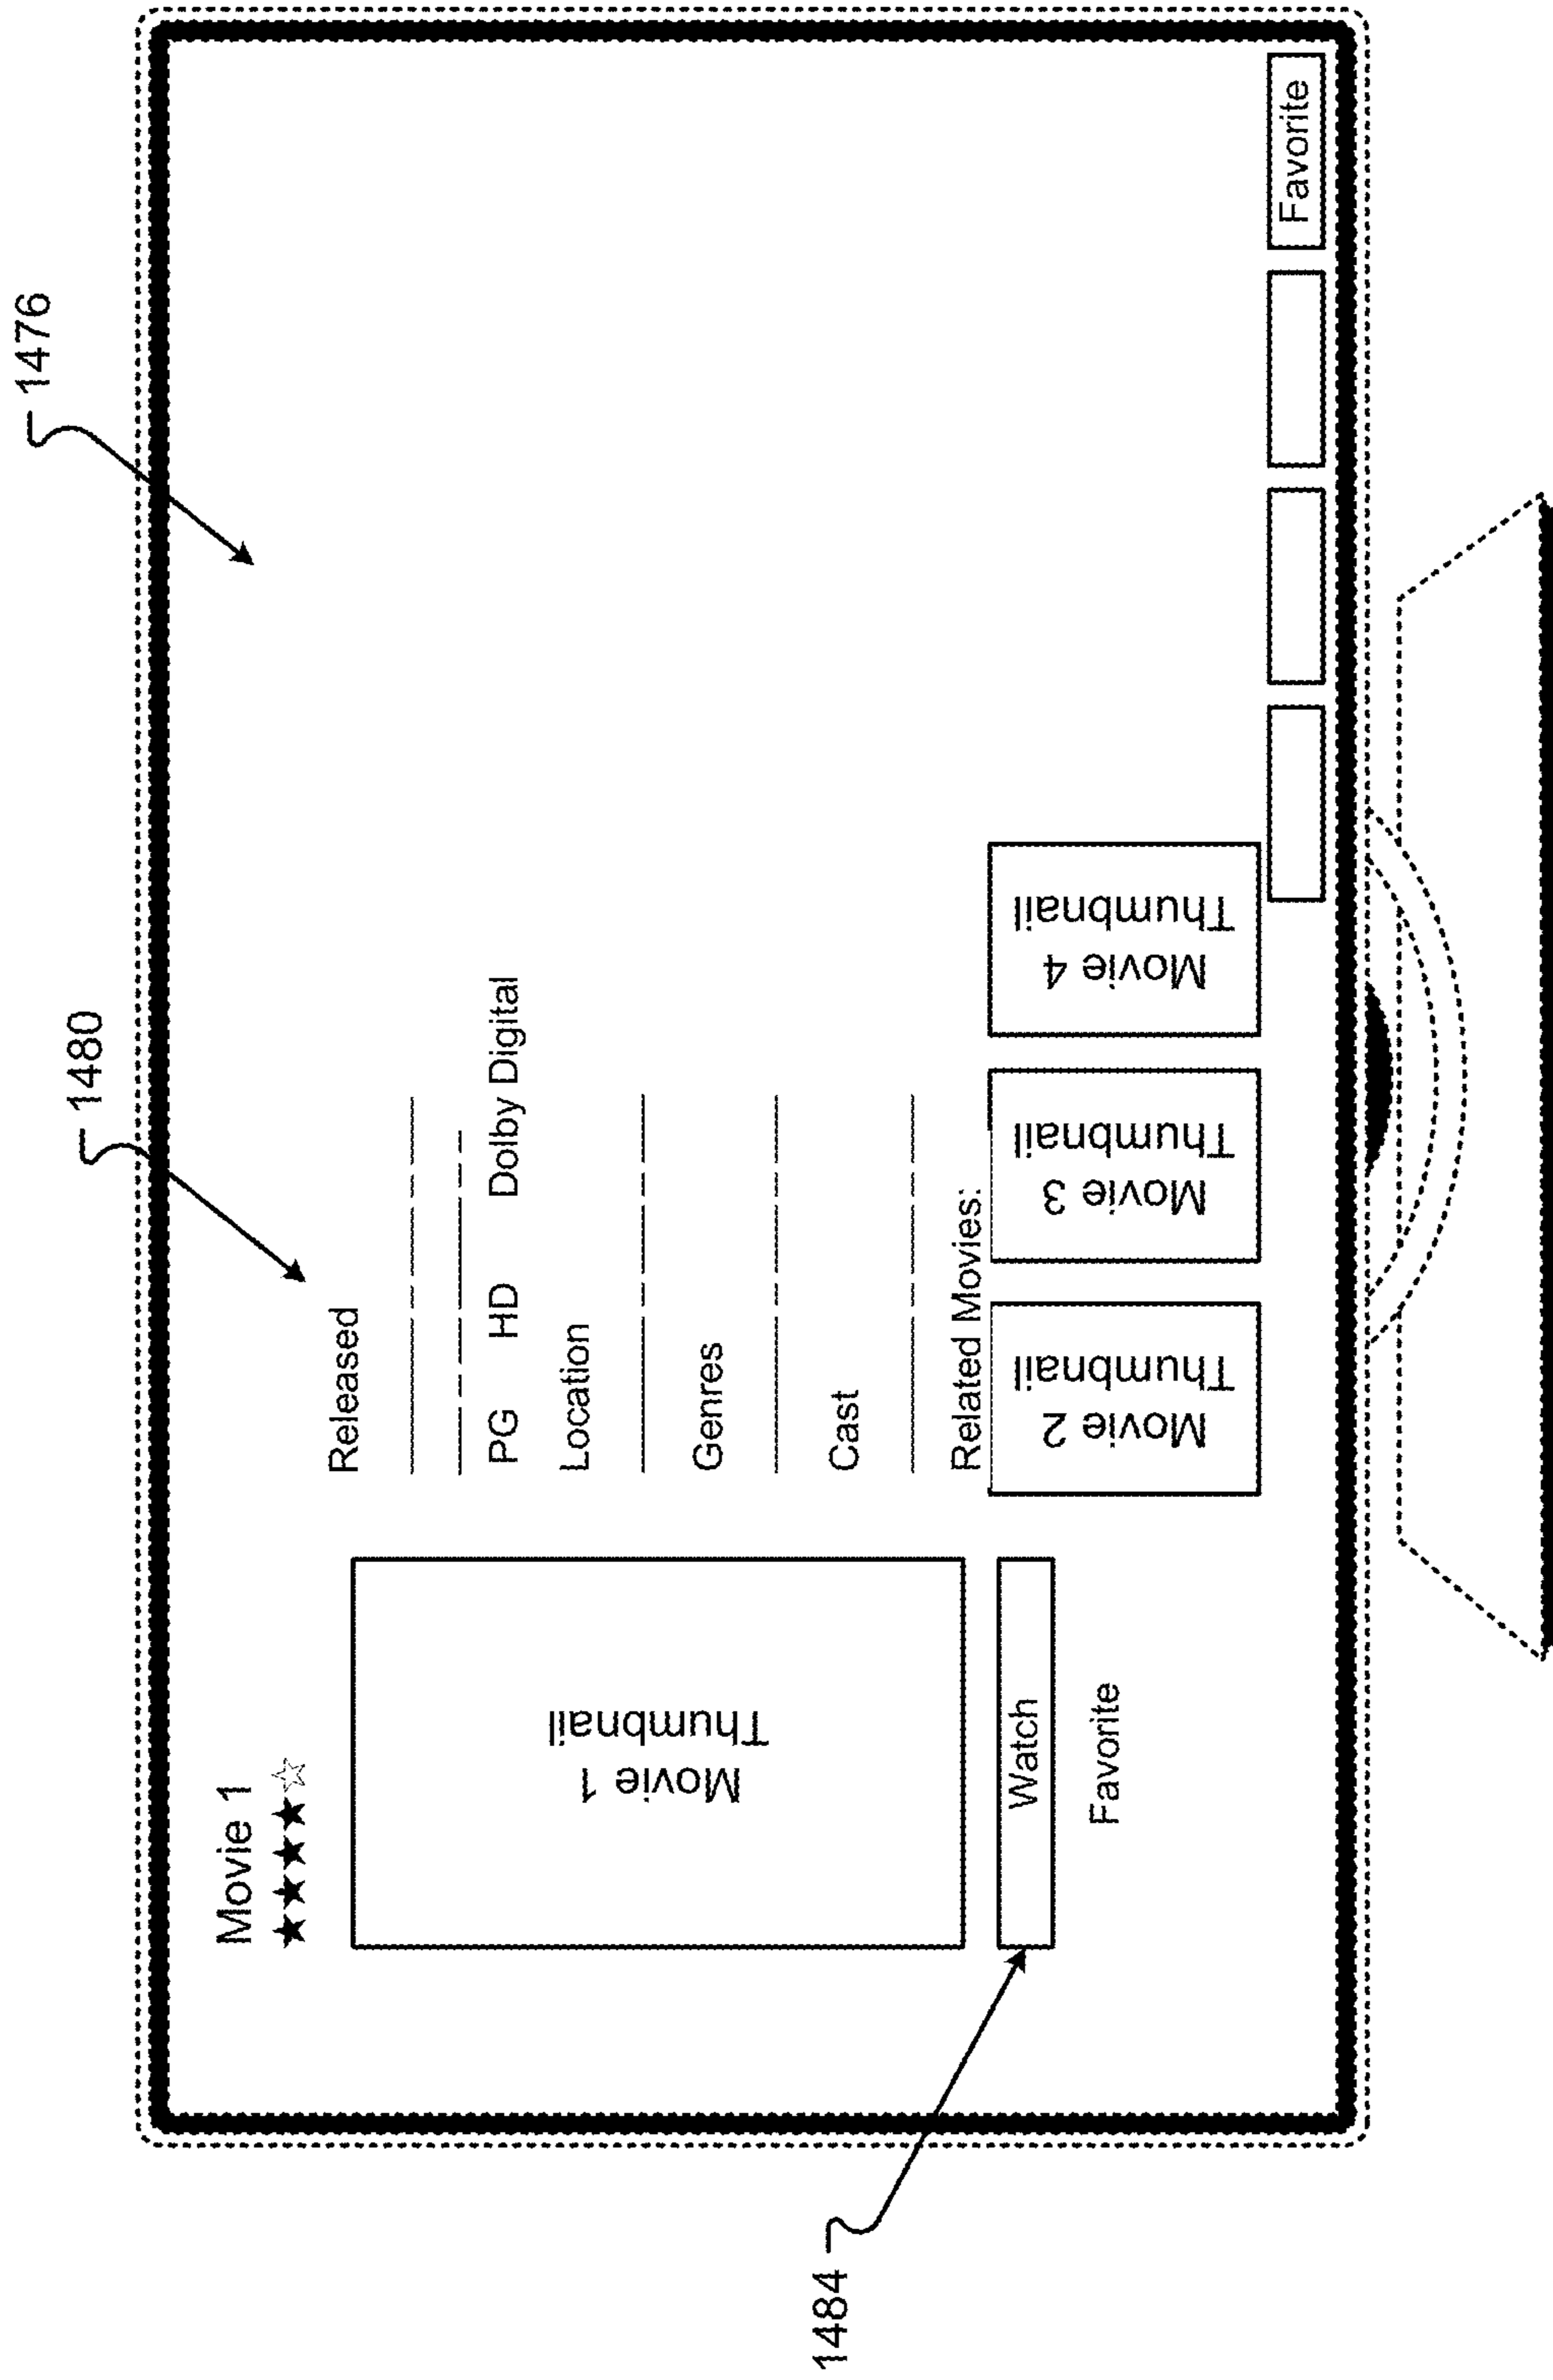 1476
1480
1484
Movie 1
★★★★☆
Movie 1
Thumbnail
Watch
Favorite
Released
PG HD Dolby Digital
Location
Genres
Cast
Related Movies:
Movie 2
Thumbnail
Movie 3
Thumbnail
Movie 4
Thumbnail
Favorite